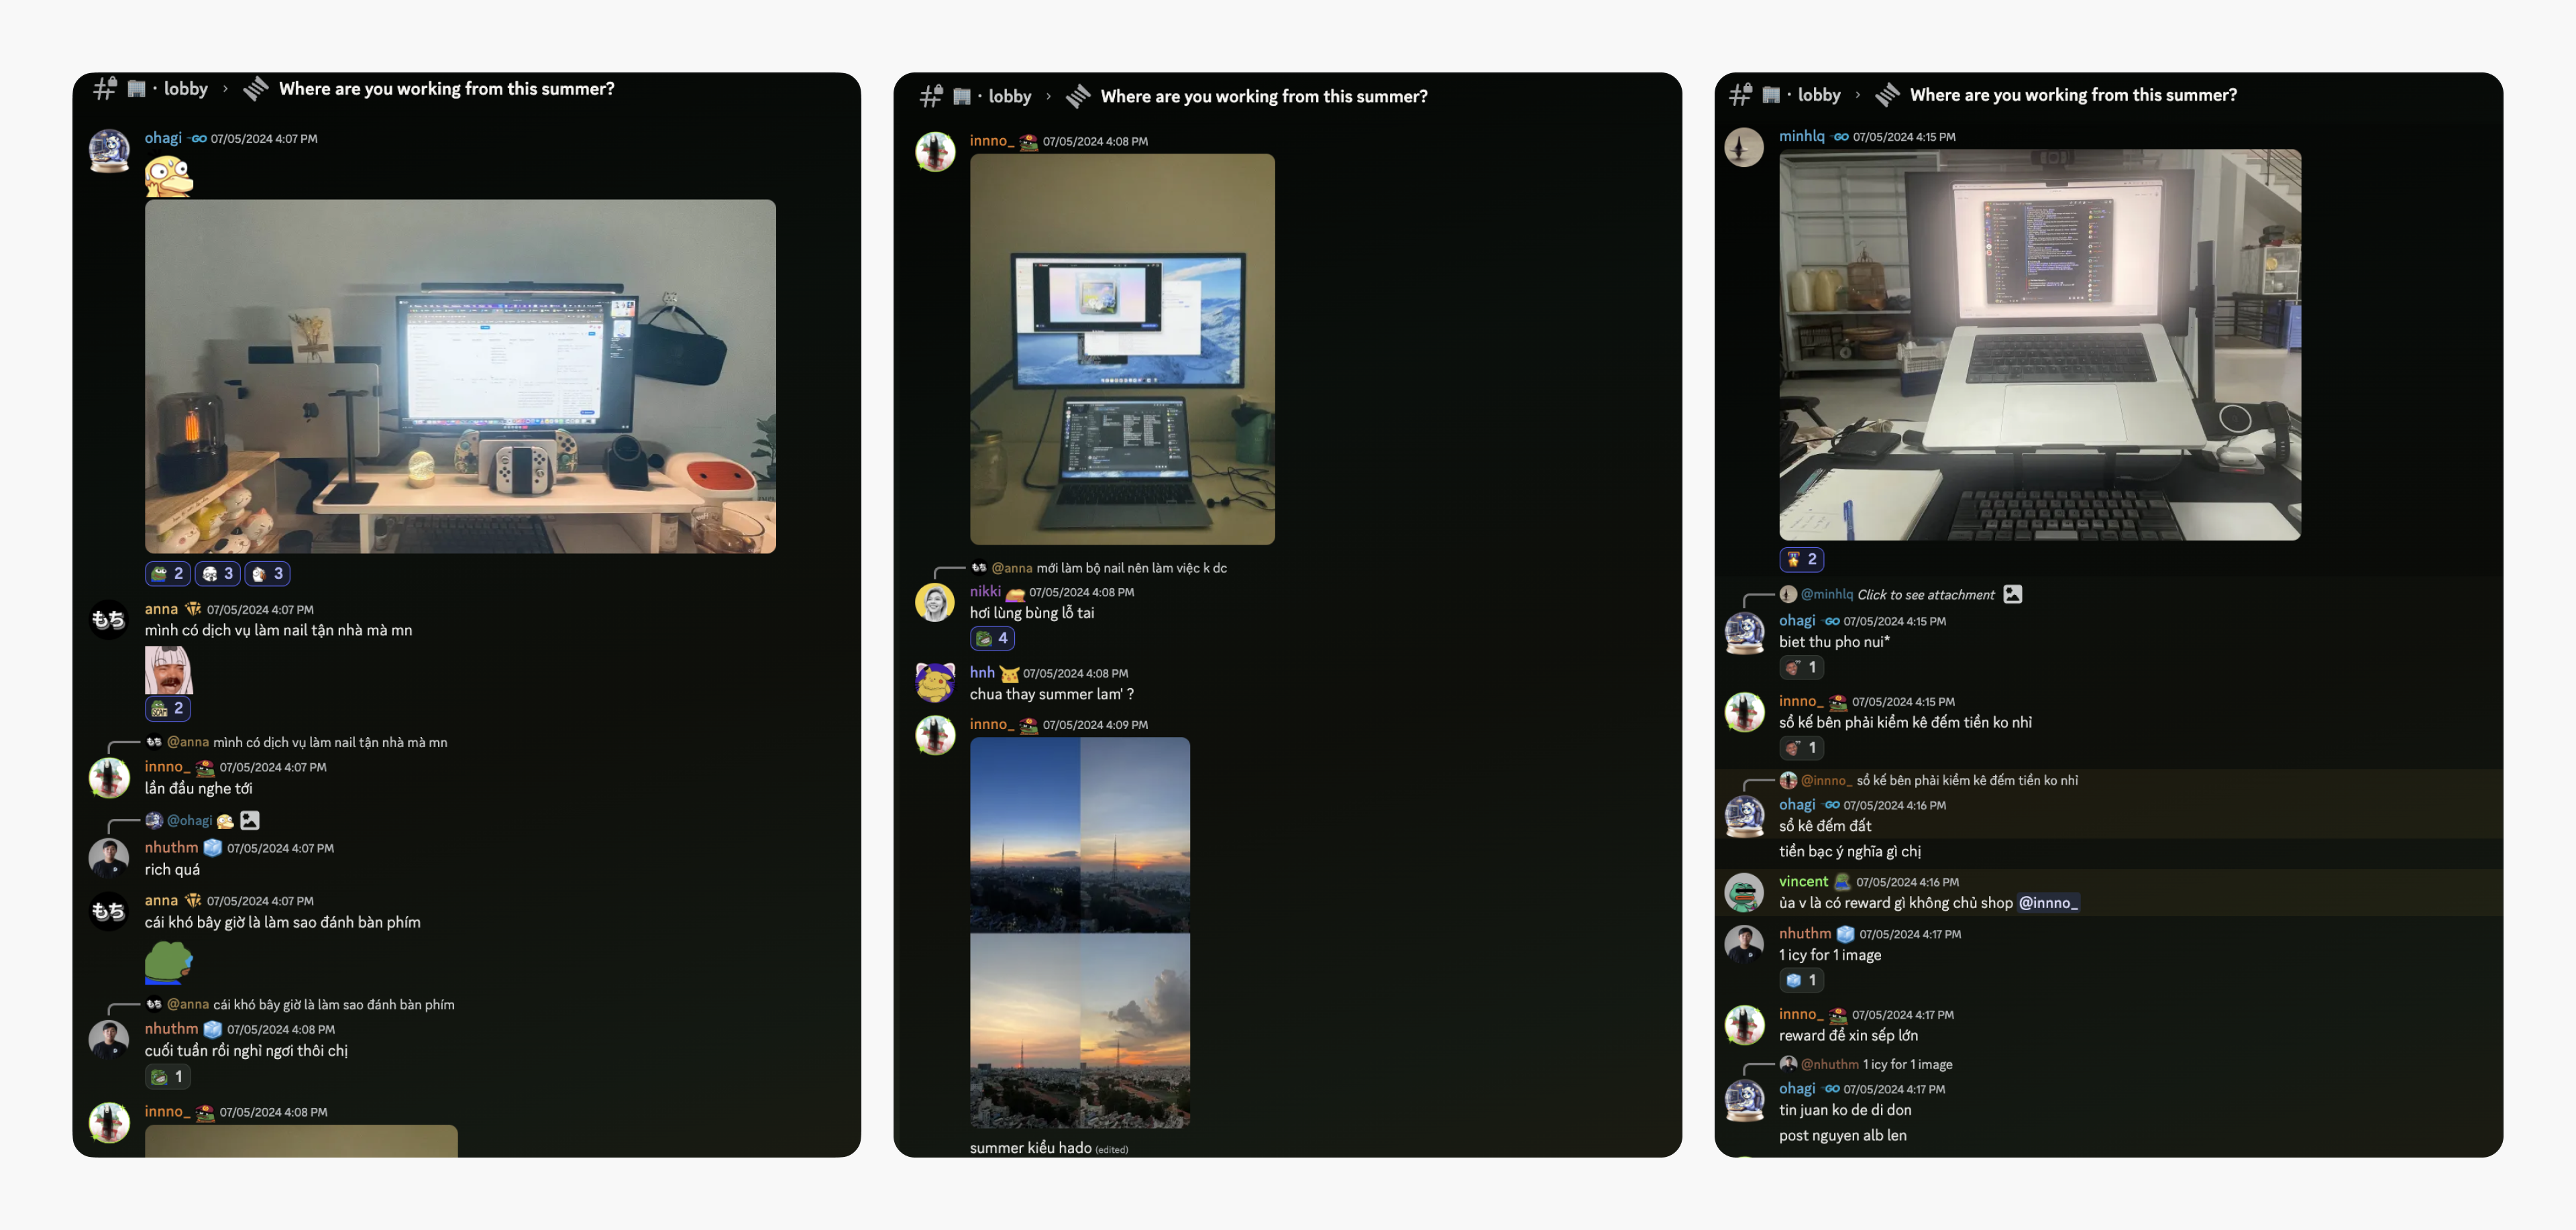 lobby › Where are you working from this summer?
ohagi GO 07/05/2024 4:07 PM
2 3 3
anna 07/05/2024 4:07 PM
mình có dịch vụ làm nail tận nhà mà mn
SCAM 2
@anna mình có dịch vụ làm nail tận nhà mà mn
innno_ 07/05/2024 4:07 PM
lần đầu nghe tới
@ohagi
nhuthm 07/05/2024 4:07 PM
rich quá
もち
anna 07/05/2024 4:07 PM
cái khó bây giờ là làm sao đánh bàn phím
@anna cái khó bây giờ là làm sao đánh bàn phím
nhuthm 07/05/2024 4:08 PM
cuối tuần rồi nghỉ ngơi thôi chị
1
innno_ 07/05/2024 4:08 PM
lobby › Where are you working from this summer?
innno_ 07/05/2024 4:08 PM
@anna mới làm bộ nail nên làm việc k dc
nikki 07/05/2024 4:08 PM
hơi lùng bùng lỗ tai
4
hnh 07/05/2024 4:08 PM
chua thay summer lam' ?
innno_ 07/05/2024 4:09 PM
summer kiểu hado (edited)
lobby › Where are you working from this summer?
minhlq GO 07/05/2024 4:15 PM
2
@minhlq Click to see attachment
ohagi GO 07/05/2024 4:15 PM
biet thu pho nui*
1
innno_ 07/05/2024 4:15 PM
sổ kế bên phải kiểm kê đếm tiền ko nhỉ
1
@innno_ sổ kế bên phải kiểm kê đếm tiền ko nhỉ
ohagi GO 07/05/2024 4:16 PM
sổ kê đếm đất
tiền bạc ý nghĩa gì chị
vincent 07/05/2024 4:16 PM
ủa v là có reward gì không chủ shop @innno_
nhuthm 07/05/2024 4:17 PM
1 icy for 1 image
1
innno_ 07/05/2024 4:17 PM
reward để xin sếp lớn
@nhuthm 1 icy for 1 image
ohagi GO 07/05/2024 4:17 PM
tin juan ko de di don
post nguyen alb len